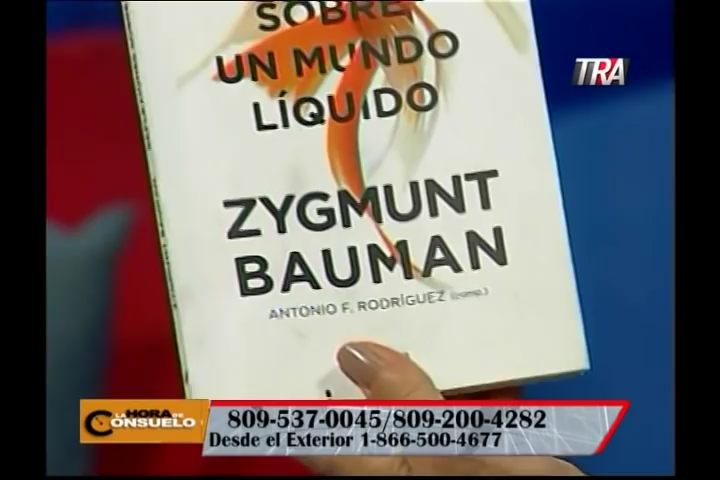 SOBRE
UN MUNDO
LÍQUIDO
TRA
ZYGMUNT
BAUMAN
ANTONIO F. RODRÍGUEZ (comp.)
LA HORA DE
CONSUELO
809-537-0045/809-200-4282
Desde el Exterior 1-866-500-4677